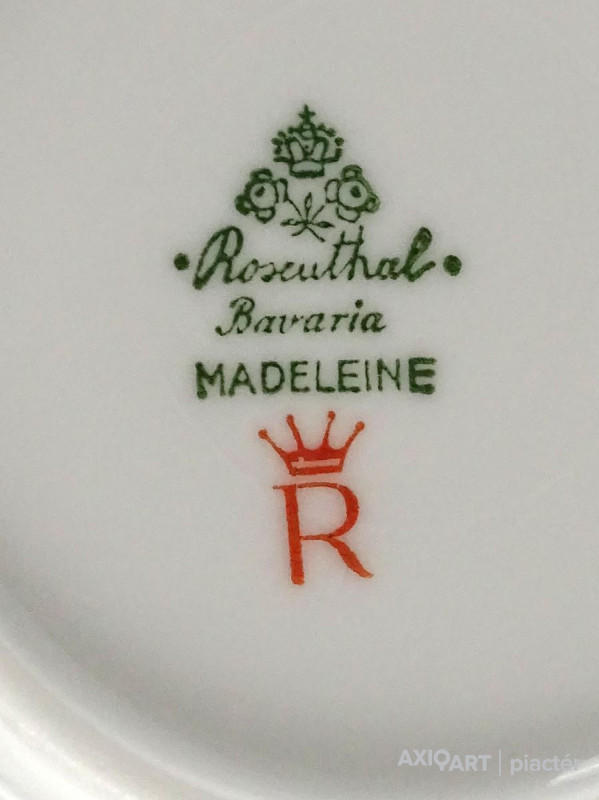 Rosenthal
Bavaria
MADELEINE
R
AXIOART | piactér